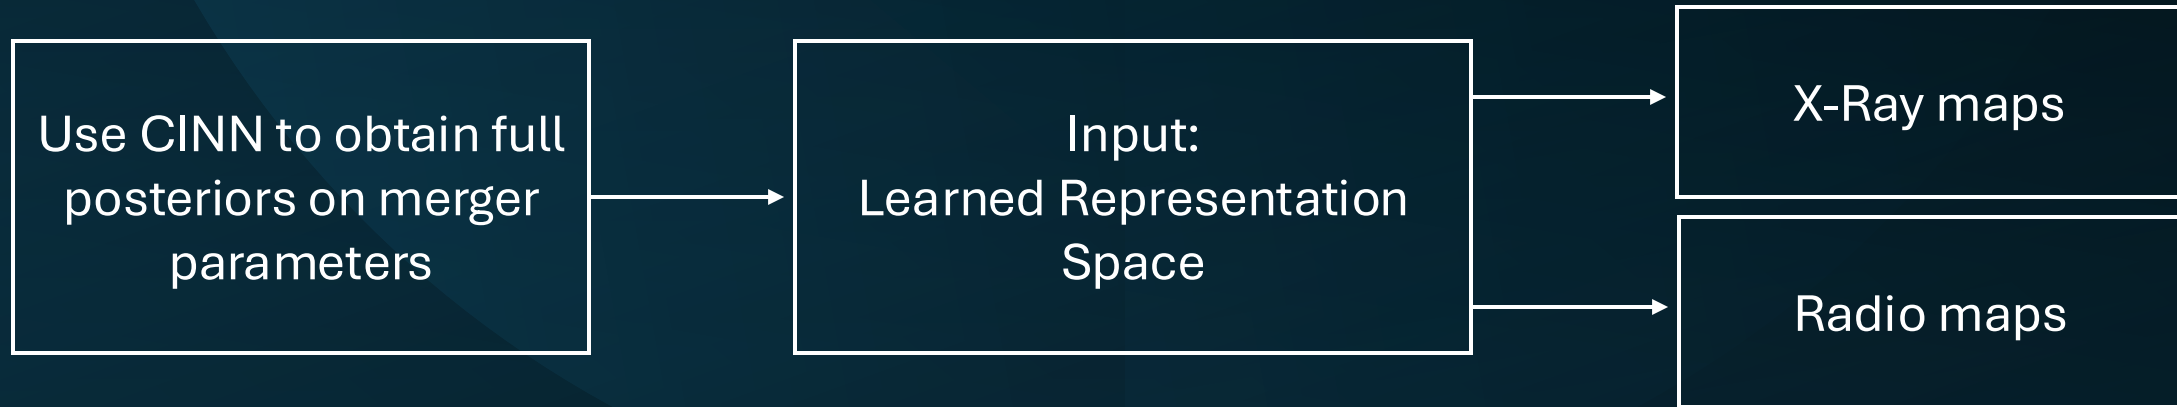 Use CINN to obtain full
posteriors on merger
parameters
Input:
Learned Representation
Space
X-Ray maps
Radio maps